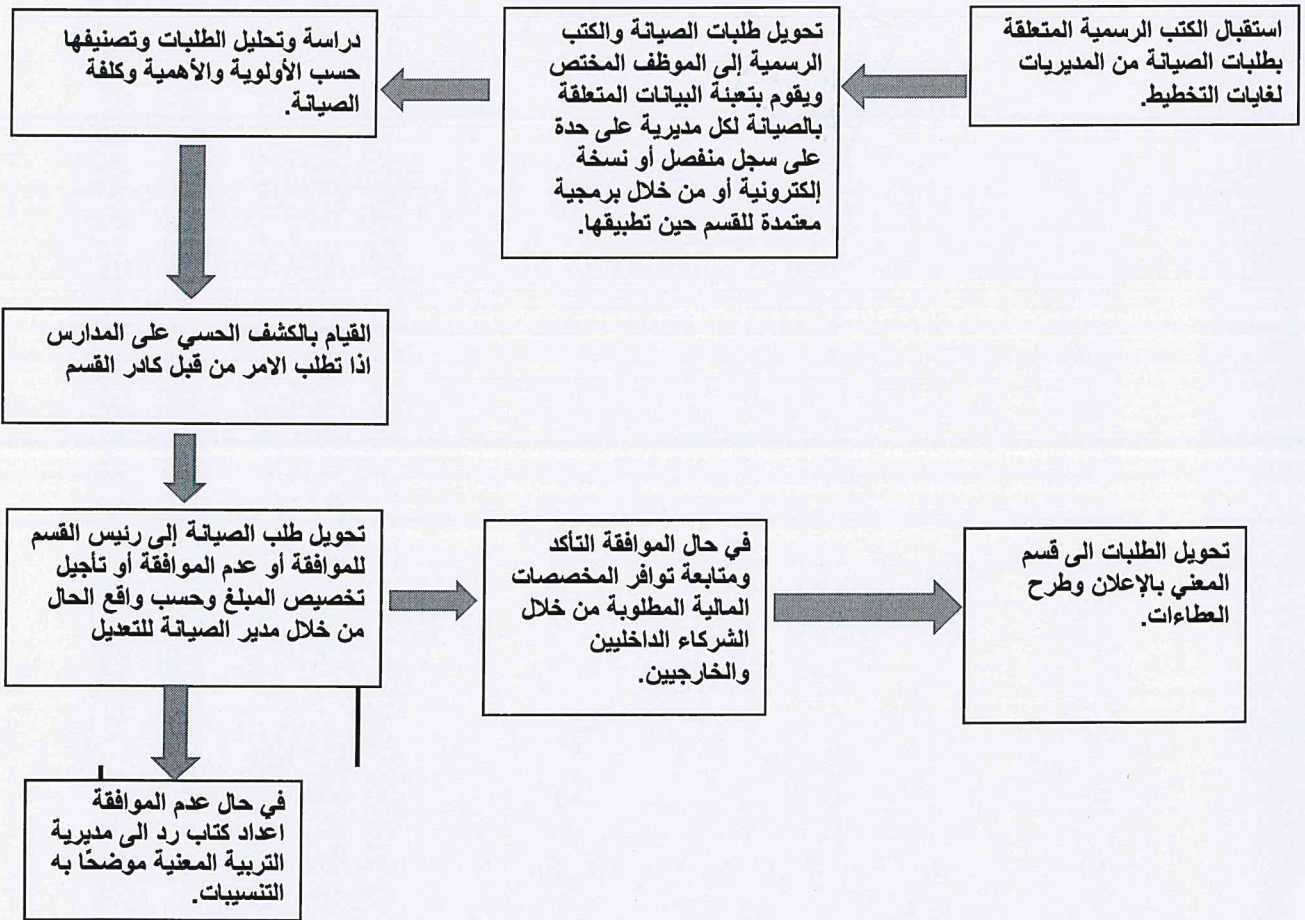 استقبال الكتب الرسمية المتعلقة
بطلبات الصيانة من المديريات
لغايات التخطيط.
تحويل طلبات الصيانة والكتب
الرسمية إلى الموظف المختص
ويقوم بتعبئة البيانات المتعلقة
بالصيانة لكل مديرية على حدة
على سجل منفصل أو نسخة
إلكترونية أو من خلال برمجية
معتمدة للقسم حين تطبيقها.
دراسة وتحليل الطلبات وتصنيفها
حسب الأولوية والأهمية وكلفة
الصيانة.
القيام بالكشف الحسي على المدارس
اذا تطلب الامر من قبل كادر القسم
تحويل طلب الصيانة إلى رئيس القسم
للموافقة أو عدم الموافقة أو تأجيل
تخصيص المبلغ وحسب واقع الحال
من خلال مدير الصيانة للتعديل
في حال الموافقة التأكد
ومتابعة توافر المخصصات
المالية المطلوبة من خلال
الشركاء الداخليين
والخارجيين.
تحويل الطلبات الى قسم
المعني بالإعلان وطرح
العطاءات.
في حال عدم الموافقة
اعداد كتاب رد الى مديرية
التربية المعنية موضحًا به
التنسيبات.